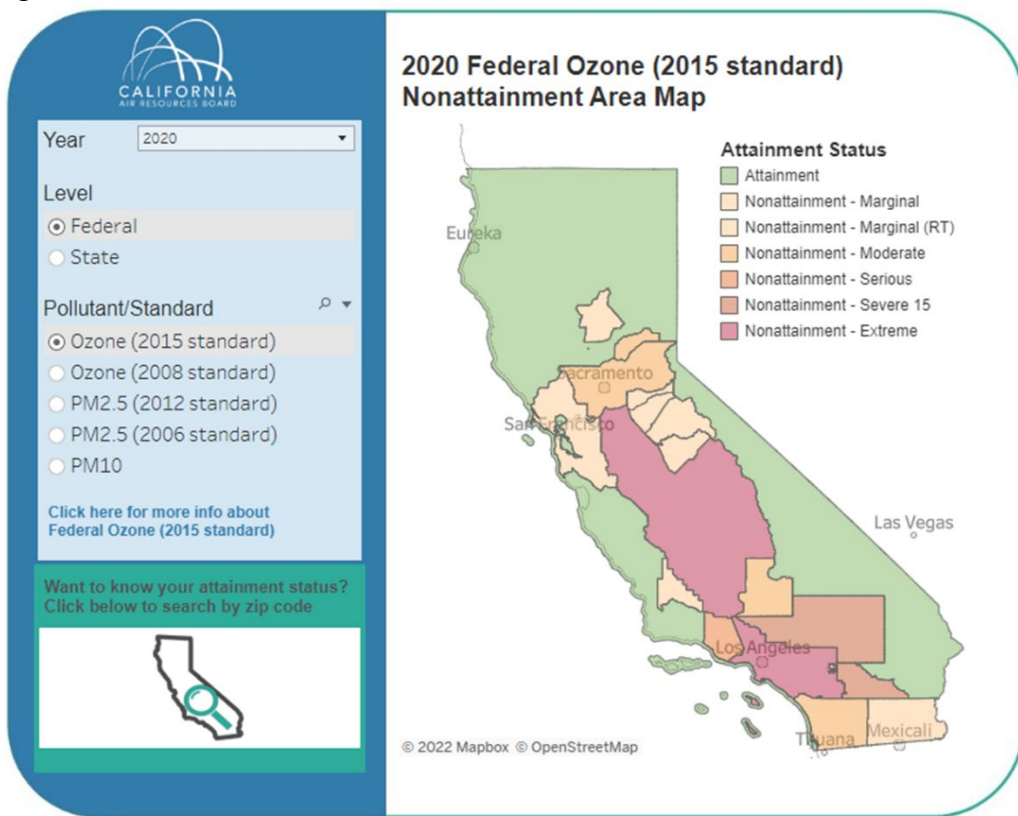 CALIFORNIA
AIR RESOURCES BOARD
Year
2020
Level
Federal
State
Pollutant/Standard
Ozone (2015 standard)
Ozone (2008 standard)
PM2.5 (2012 standard)
PM2.5 (2006 standard)
PM10
Click here for more info about
Federal Ozone (2015 standard)
Want to know your attainment status?
Click below to search by zip code
2020 Federal Ozone (2015 standard)
Nonattainment Area Map
Attainment Status
Attainment
Nonattainment - Marginal
Nonattainment - Marginal (RT)
Nonattainment - Moderate
Nonattainment - Serious
Nonattainment - Severe 15
Nonattainment - Extreme
Eureka
Sacramento
San Francisco
Las Vegas
Los Angeles
Tijuana
Mexicali
© 2022 Mapbox © OpenStreetMap